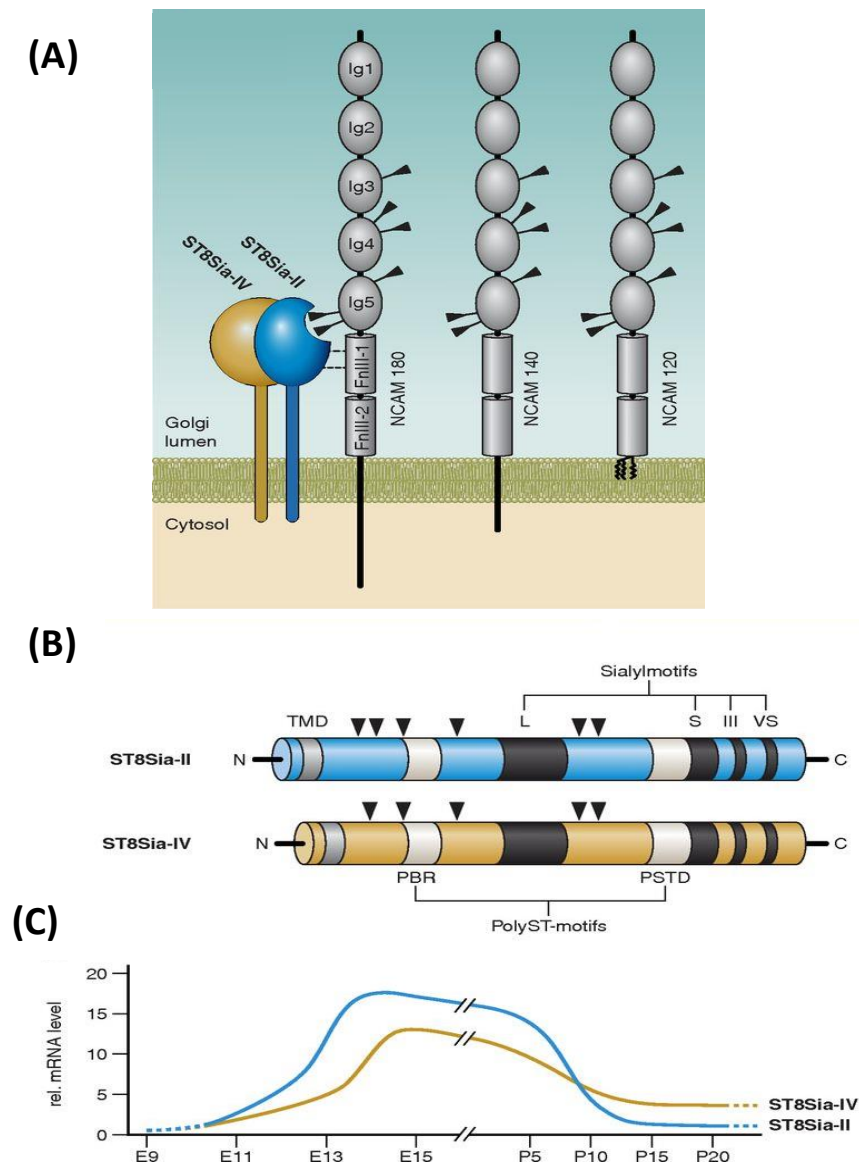 (A)
Ig1
Ig2
Ig3
Ig4
Ig5
ST8Sia-IV
ST8Sia-II
FnIII-1
FnIII-2
NCAM 180
NCAM 140
NCAM 120
Golgi
lumen
Cytosol
(B)
Sialylmotifs
TMD L S III VS
ST8Sia-II N C
ST8Sia-IV N C
PBR PSTD
PolyST-motifs
(C)
rel. mRNA level
20
15
10
5
0
ST8Sia-IV
ST8Sia-II
E9 E11 E13 E15 P5 P10 P15 P20